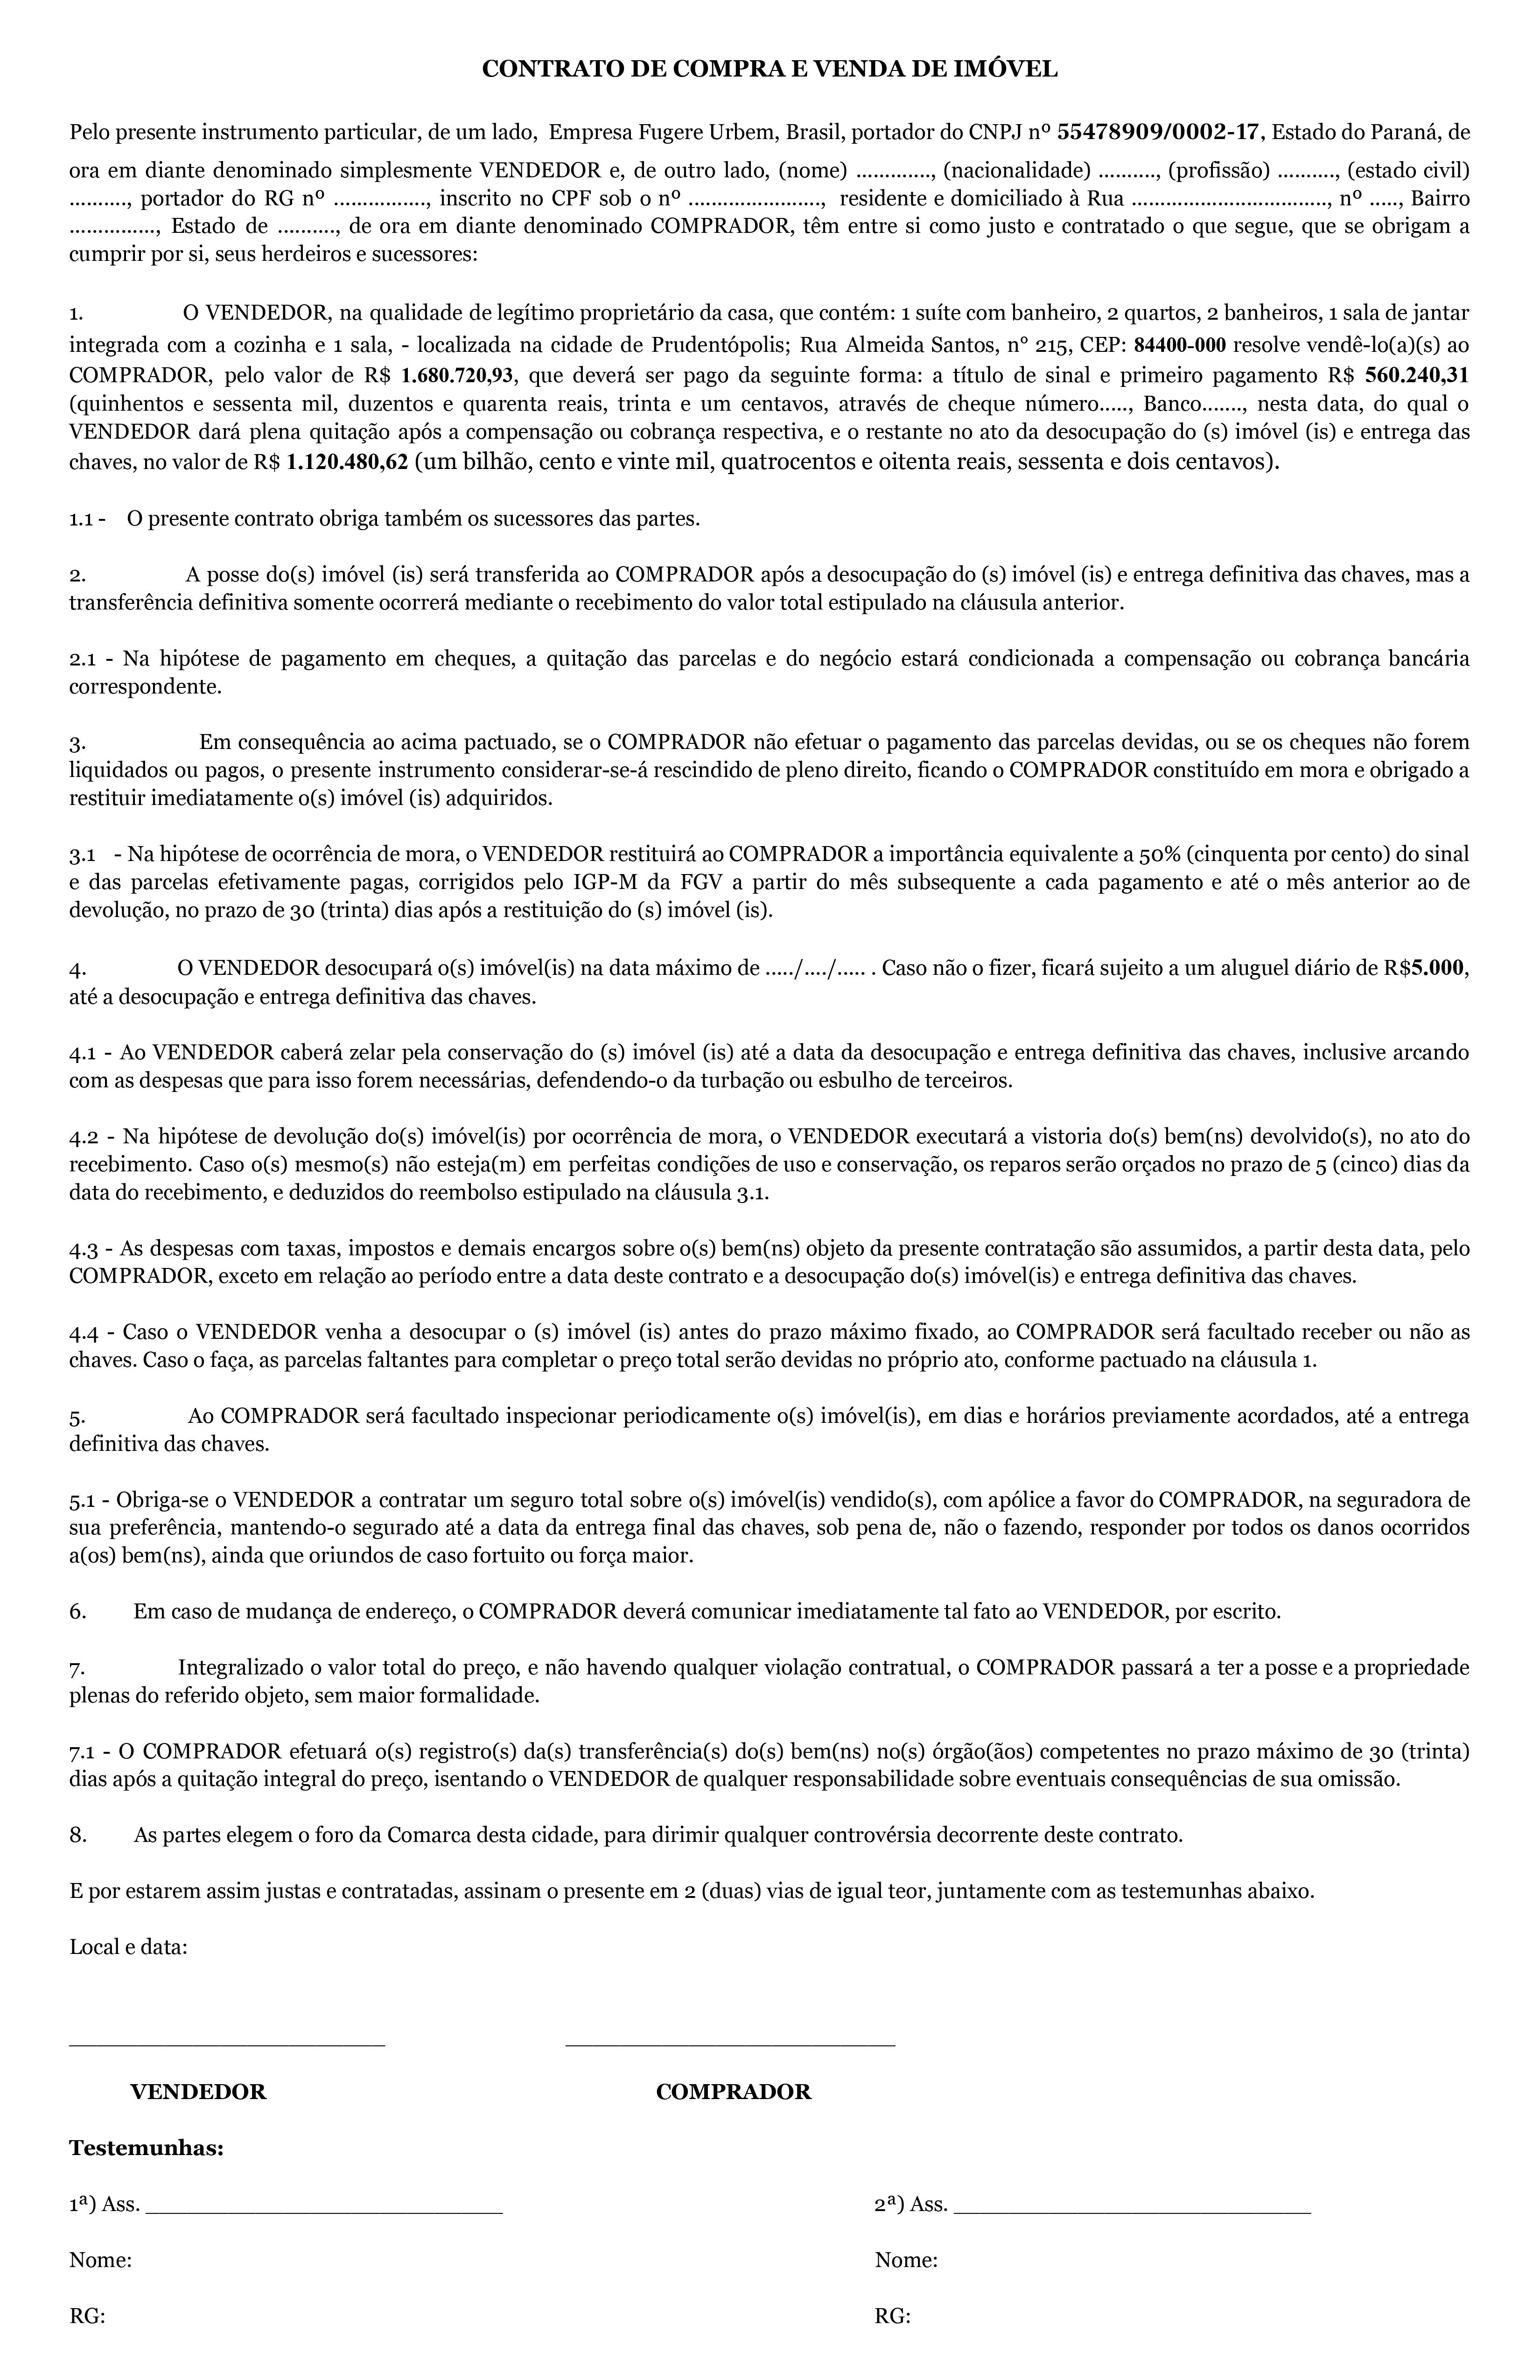 CONTRATO DE COMPRA E VENDA DE IMÓVEL
Pelo presente instrumento particular, de um lado, Empresa Fugere Urbem, Brasil, portador do CNPJ nº 55478909/0002-17, Estado do Paraná, de
ora em diante denominado simplesmente VENDEDOR e, de outro lado, (nome) ............., (nacionalidade) .........., (profissão) .........., (estado civil)
.........., portador do RG nº ................, inscrito no CPF sob o nº ......................., residente e domiciliado à Rua .................................., nº ....., Bairro
..............., Estado de .........., de ora em diante denominado COMPRADOR, têm entre si como justo e contratado o que segue, que se obrigam a
cumprir por si, seus herdeiros e sucessores:
1. O VENDEDOR, na qualidade de legítimo proprietário da casa, que contém: 1 suíte com banheiro, 2 quartos, 2 banheiros, 1 sala de jantar
integrada com a cozinha e 1 sala, - localizada na cidade de Prudentópolis; Rua Almeida Santos, n° 215, CEP: 84400-000 resolve vendê-lo(a)(s) ao
COMPRADOR, pelo valor de R$ 1.680.720,93, que deverá ser pago da seguinte forma: a título de sinal e primeiro pagamento R$ 560.240,31
(quinhentos e sessenta mil, duzentos e quarenta reais, trinta e um centavos, através de cheque número....., Banco......., nesta data, do qual o
VENDEDOR dará plena quitação após a compensação ou cobrança respectiva, e o restante no ato da desocupação do (s) imóvel (is) e entrega das
chaves, no valor de R$ 1.120.480,62 (um bilhão, cento e vinte mil, quatrocentos e oitenta reais, sessenta e dois centavos).
1.1 - O presente contrato obriga também os sucessores das partes.
2. A posse do(s) imóvel (is) será transferida ao COMPRADOR após a desocupação do (s) imóvel (is) e entrega definitiva das chaves, mas a
transferência definitiva somente ocorrerá mediante o recebimento do valor total estipulado na cláusula anterior.
2.1 - Na hipótese de pagamento em cheques, a quitação das parcelas e do negócio estará condicionada a compensação ou cobrança bancária
correspondente.
3. Em consequência ao acima pactuado, se o COMPRADOR não efetuar o pagamento das parcelas devidas, ou se os cheques não forem
liquidados ou pagos, o presente instrumento considerar-se-á rescindido de pleno direito, ficando o COMPRADOR constituído em mora e obrigado a
restituir imediatamente o(s) imóvel (is) adquiridos.
3.1 - Na hipótese de ocorrência de mora, o VENDEDOR restituirá ao COMPRADOR a importância equivalente a 50% (cinquenta por cento) do sinal
e das parcelas efetivamente pagas, corrigidos pelo IGP-M da FGV a partir do mês subsequente a cada pagamento e até o mês anterior ao de
devolução, no prazo de 30 (trinta) dias após a restituição do (s) imóvel (is).
4. O VENDEDOR desocupará o(s) imóvel(is) na data máximo de ...../..../..... . Caso não o fizer, ficará sujeito a um aluguel diário de R$5.000,
até a desocupação e entrega definitiva das chaves.
4.1 - Ao VENDEDOR caberá zelar pela conservação do (s) imóvel (is) até a data da desocupação e entrega definitiva das chaves, inclusive arcando
com as despesas que para isso forem necessárias, defendendo-o da turbação ou esbulho de terceiros.
4.2 - Na hipótese de devolução do(s) imóvel(is) por ocorrência de mora, o VENDEDOR executará a vistoria do(s) bem(ns) devolvido(s), no ato do
recebimento. Caso o(s) mesmo(s) não esteja(m) em perfeitas condições de uso e conservação, os reparos serão orçados no prazo de 5 (cinco) dias da
data do recebimento, e deduzidos do reembolso estipulado na cláusula 3.1.
4.3 - As despesas com taxas, impostos e demais encargos sobre o(s) bem(ns) objeto da presente contratação são assumidos, a partir desta data, pelo
COMPRADOR, exceto em relação ao período entre a data deste contrato e a desocupação do(s) imóvel(is) e entrega definitiva das chaves.
4.4 - Caso o VENDEDOR venha a desocupar o (s) imóvel (is) antes do prazo máximo fixado, ao COMPRADOR será facultado receber ou não as
chaves. Caso o faça, as parcelas faltantes para completar o preço total serão devidas no próprio ato, conforme pactuado na cláusula 1.
5. Ao COMPRADOR será facultado inspecionar periodicamente o(s) imóvel(is), em dias e horários previamente acordados, até a entrega
definitiva das chaves.
5.1 - Obriga-se o VENDEDOR a contratar um seguro total sobre o(s) imóvel(is) vendido(s), com apólice a favor do COMPRADOR, na seguradora de
sua preferência, mantendo-o segurado até a data da entrega final das chaves, sob pena de, não o fazendo, responder por todos os danos ocorridos
a(os) bem(ns), ainda que oriundos de caso fortuito ou força maior.
6. Em caso de mudança de endereço, o COMPRADOR deverá comunicar imediatamente tal fato ao VENDEDOR, por escrito.
7. Integralizado o valor total do preço, e não havendo qualquer violação contratual, o COMPRADOR passará a ter a posse e a propriedade
plenas do referido objeto, sem maior formalidade.
7.1 - O COMPRADOR efetuará o(s) registro(s) da(s) transferência(s) do(s) bem(ns) no(s) órgão(ãos) competentes no prazo máximo de 30 (trinta)
dias após a quitação integral do preço, isentando o VENDEDOR de qualquer responsabilidade sobre eventuais consequências de sua omissão.
8. As partes elegem o foro da Comarca desta cidade, para dirimir qualquer controvérsia decorrente deste contrato.
E por estarem assim justas e contratadas, assinam o presente em 2 (duas) vias de igual teor, juntamente com as testemunhas abaixo.
Local e data:
_______________________ ________________________
VENDEDOR COMPRADOR
Testemunhas:
1ª) Ass. __________________________ 2ª) Ass. __________________________
Nome: Nome:
RG: RG: